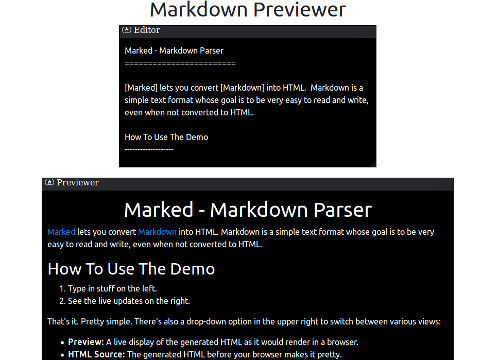 Markdown Previewer
Editor
Marked - Markdown Parser
=========================
[Marked] lets you convert [Markdown] into HTML.  Markdown is a
simple text format whose goal is to be very easy to read and write,
even when not converted to HTML.
How To Use The Demo
-------------------
Previewer
Marked - Markdown Parser
Marked lets you convert Markdown into HTML. Markdown is a simple text format whose goal is to be very
easy to read and write, even when not converted to HTML.
How To Use The Demo
1. Type in stuff on the left.
2. See the live updates on the right.
That's it. Pretty simple. There's also a drop-down option in the upper right to switch between various views:
• Preview: A live display of the generated HTML as it would render in a browser.
• HTML Source: The generated HTML before your browser makes it pretty.